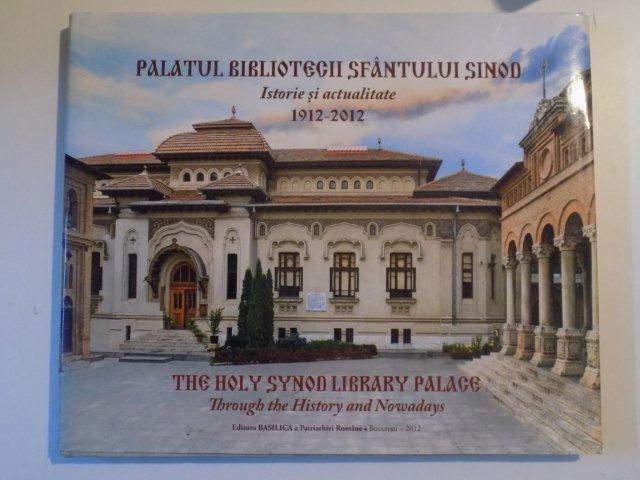 PALATUL BIBLIOTECII SFÂNTULUI SINOD
Istorie și actualitate
1912-2012
THE HOLY SYNOD LIBRARY PALACE
Through the History and Nowadays
Editura BASILICA a Patriarhiei Române • București – 2012